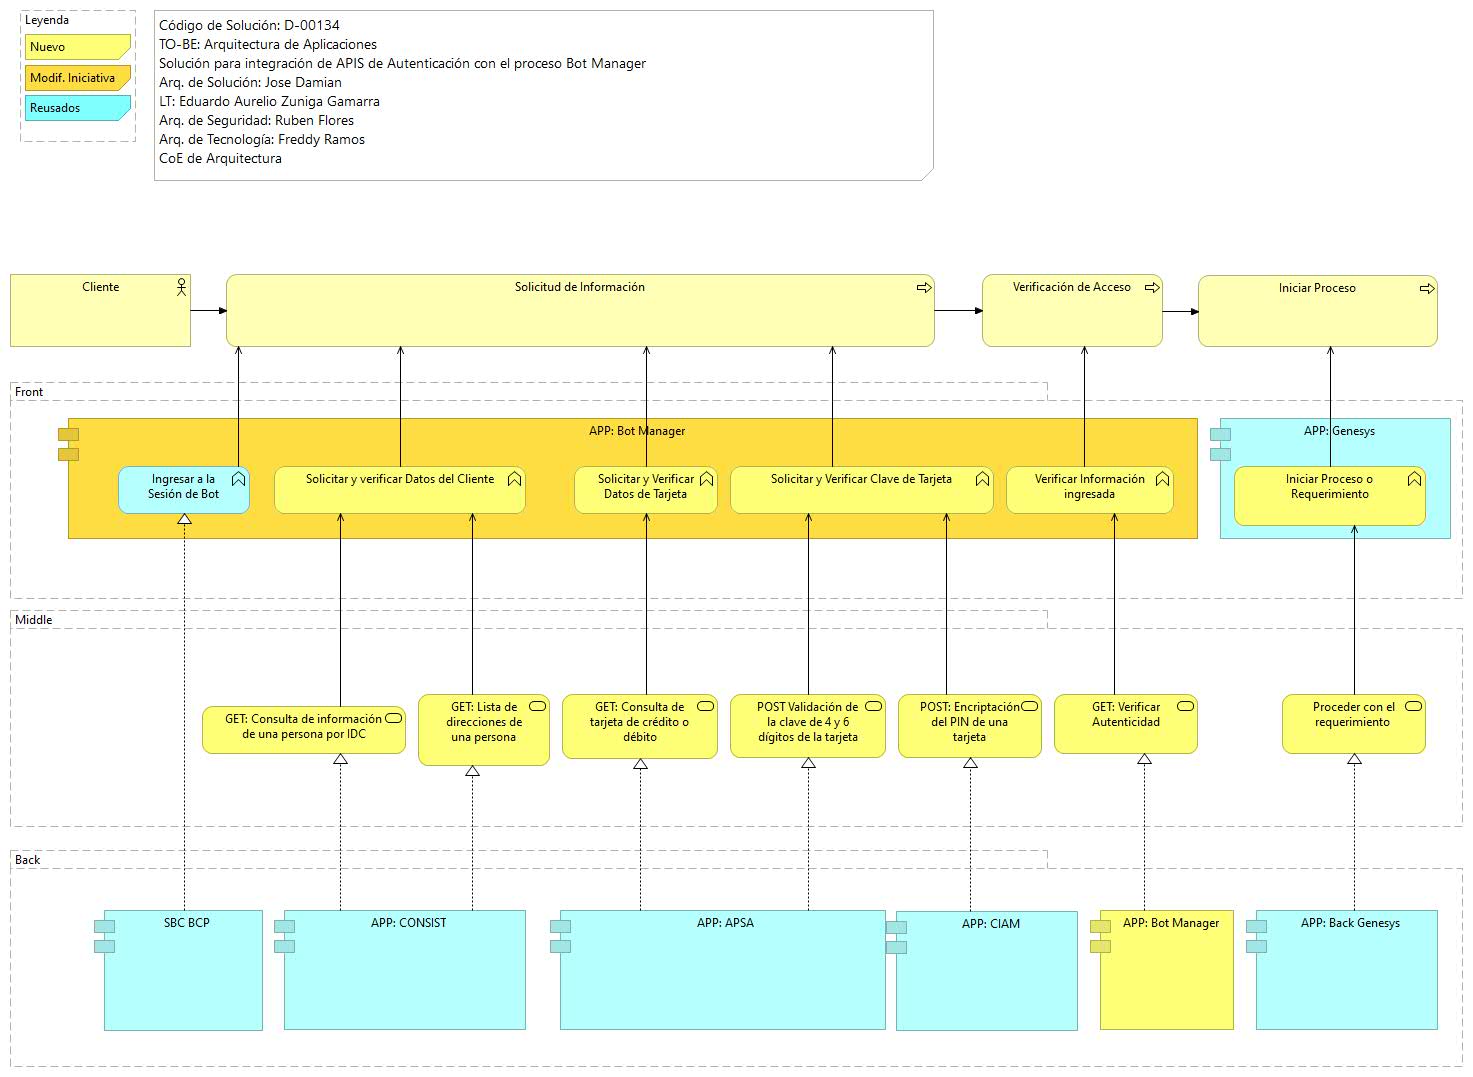 Leyenda
Nuevo
Modif. Iniciativa
Reusados
Código de Solución: D-00134
TO-BE: Arquitectura de Aplicaciones
Solución para integración de APIS de Autenticación con el proceso Bot Manager
Arq. de Solución: Jose Damian
LT: Eduardo Aurelio Zuniga Gamarra
Arq. de Seguridad: Ruben Flores
Arq. de Tecnología: Freddy Ramos
CoE de Arquitectura
Cliente
Solicitud de Información
Verificación de Acceso
Iniciar Proceso
Front
APP: Bot Manager
APP: Genesys
Ingresar a la
Sesión de Bot
Solicitar y verificar Datos del Cliente
Solicitar y Verificar
Datos de Tarjeta
Solicitar y Verificar Clave de Tarjeta
Verificar Información
ingresada
Iniciar Proceso o
Requerimiento
Middle
GET: Consulta de información
de una persona por IDC
GET: Lista de
direcciones de
una persona
GET: Consulta de
tarjeta de crédito o
débito
POST Validación de
la clave de 4 y 6
dígitos de la tarjeta
POST: Encriptación
del PIN de una
tarjeta
GET: Verificar
Autenticidad
Proceder con el
requerimiento
Back
SBC BCP
APP: CONSIST
APP: APSA
APP: CIAM
APP: Bot Manager
APP: Back Genesys